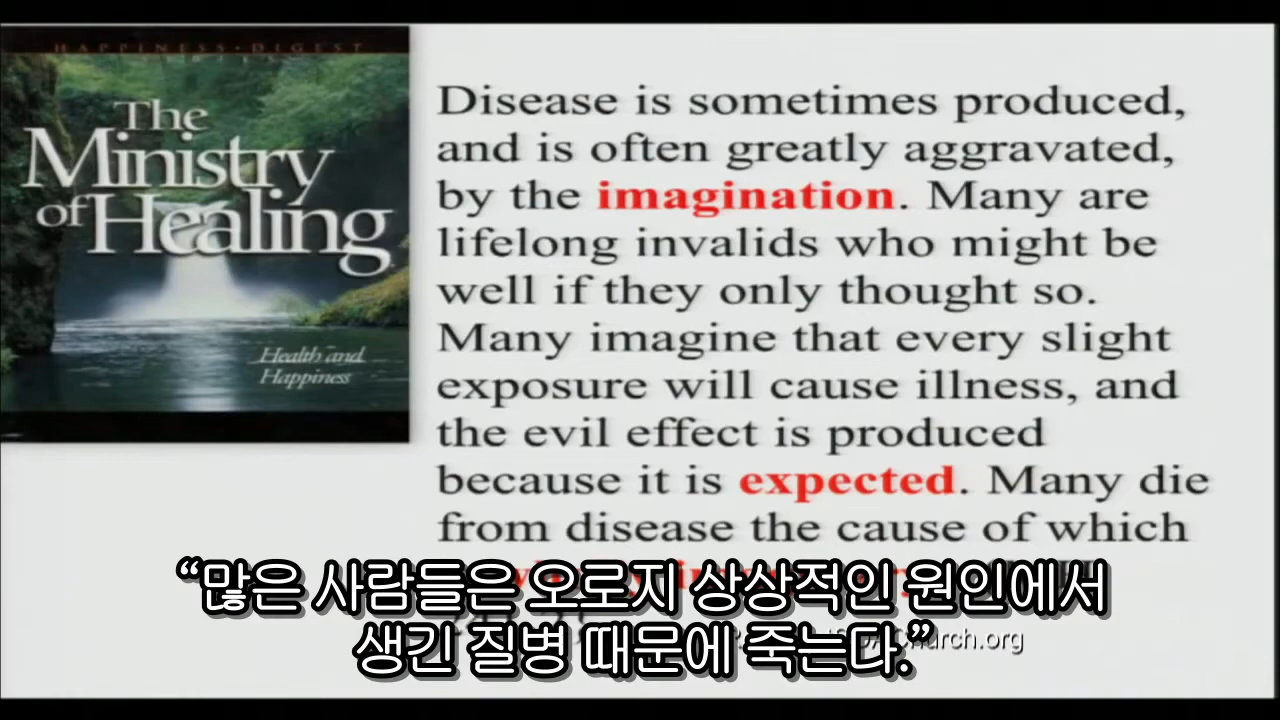 HAPPINESS • DIGEST
The
Ministry
of Healing
Health and
Happiness
Disease is sometimes produced,
and is often greatly aggravated,
by the imagination. Many are
lifelong invalids who might be
well if they only thought so.
Many imagine that every slight
exposure will cause illness, and
the evil effect is produced
because it is expected. Many die
from disease the cause of which
“많은 사람들은 오로지 상상적인 원인에서
생긴 질병 때문에 죽는다.”
Church.org